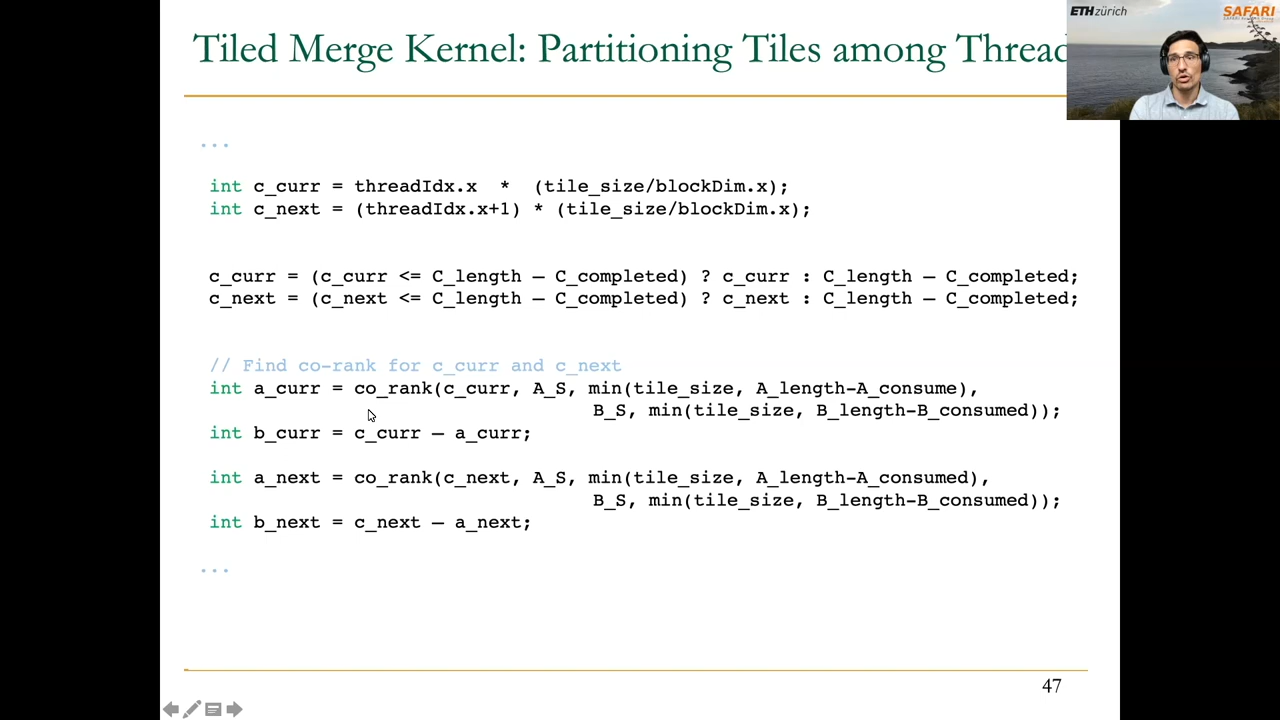 Tiled Merge Kernel: Partitioning Tiles among Thread
ETH zürich
SAFARI
...
int c_curr = threadIdx.x * (tile_size/blockDim.x);
int c_next = (threadIdx.x+1) * (tile_size/blockDim.x);
c_curr = (c_curr <= C_length – C_completed) ? c_curr : C_length – C_completed;
c_next = (c_next <= C_length – C_completed) ? c_next : C_length – C_completed;
// Find co-rank for c_curr and c_next
int a_curr = co_rank(c_curr, A_S, min(tile_size, A_length-A_consume),
B_S, min(tile_size, B_length-B_consumed));
int b_curr = c_curr – a_curr;
int a_next = co_rank(c_next, A_S, min(tile_size, A_length-A_consumed),
B_S, min(tile_size, B_length-B_consumed));
int b_next = c_next – a_next;
...
47